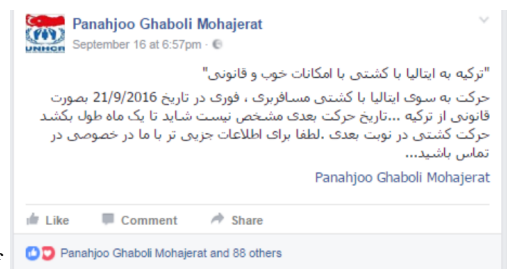 Panahjoo Ghaboli Mohajerat
September 16 at 6:57pm ·
UNHCR
"ترکیه به ایتالیا با کشتی با امکانات خوب و قانونی"
حرکت به سوی ایتالیا با کشتی مسافربری ، فوری در تاریخ 21/9/2016 بصورت
قانونی از ترکیه ...تاریخ حرکت بعدی مشخص نیست شاید تا یک ماه طول بکشد
حرکت کشتی در نوبت بعدی .لطفا برای اطلاعات جزیی تر با ما در خصوصی در
تماس باشید...
Panahjoo Ghaboli Mohajerat
Like Comment Share
Panahjoo Ghaboli Mohajerat and 88 others